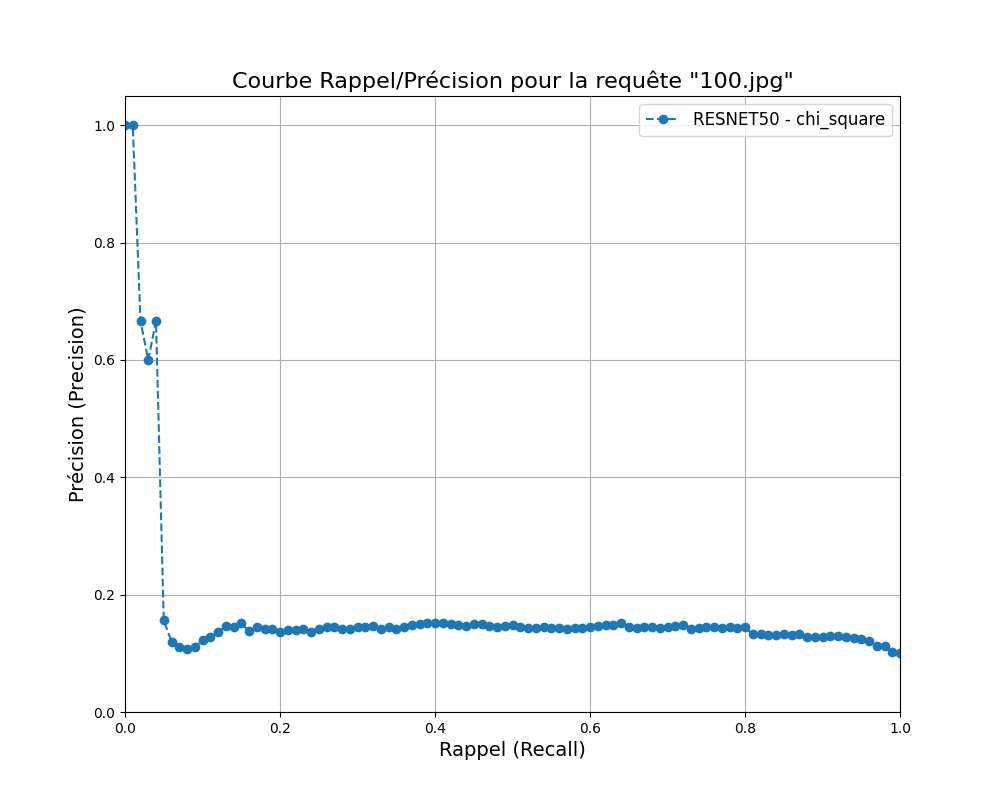 Courbe Rappel/Précision pour la requête "100.jpg"
RESNET50 - chi_square
1.0
0.8
0.6
0.4
0.2
0.0
Précision (Precision)
0.0 0.2 0.4 0.6 0.8 1.0
Rappel (Recall)